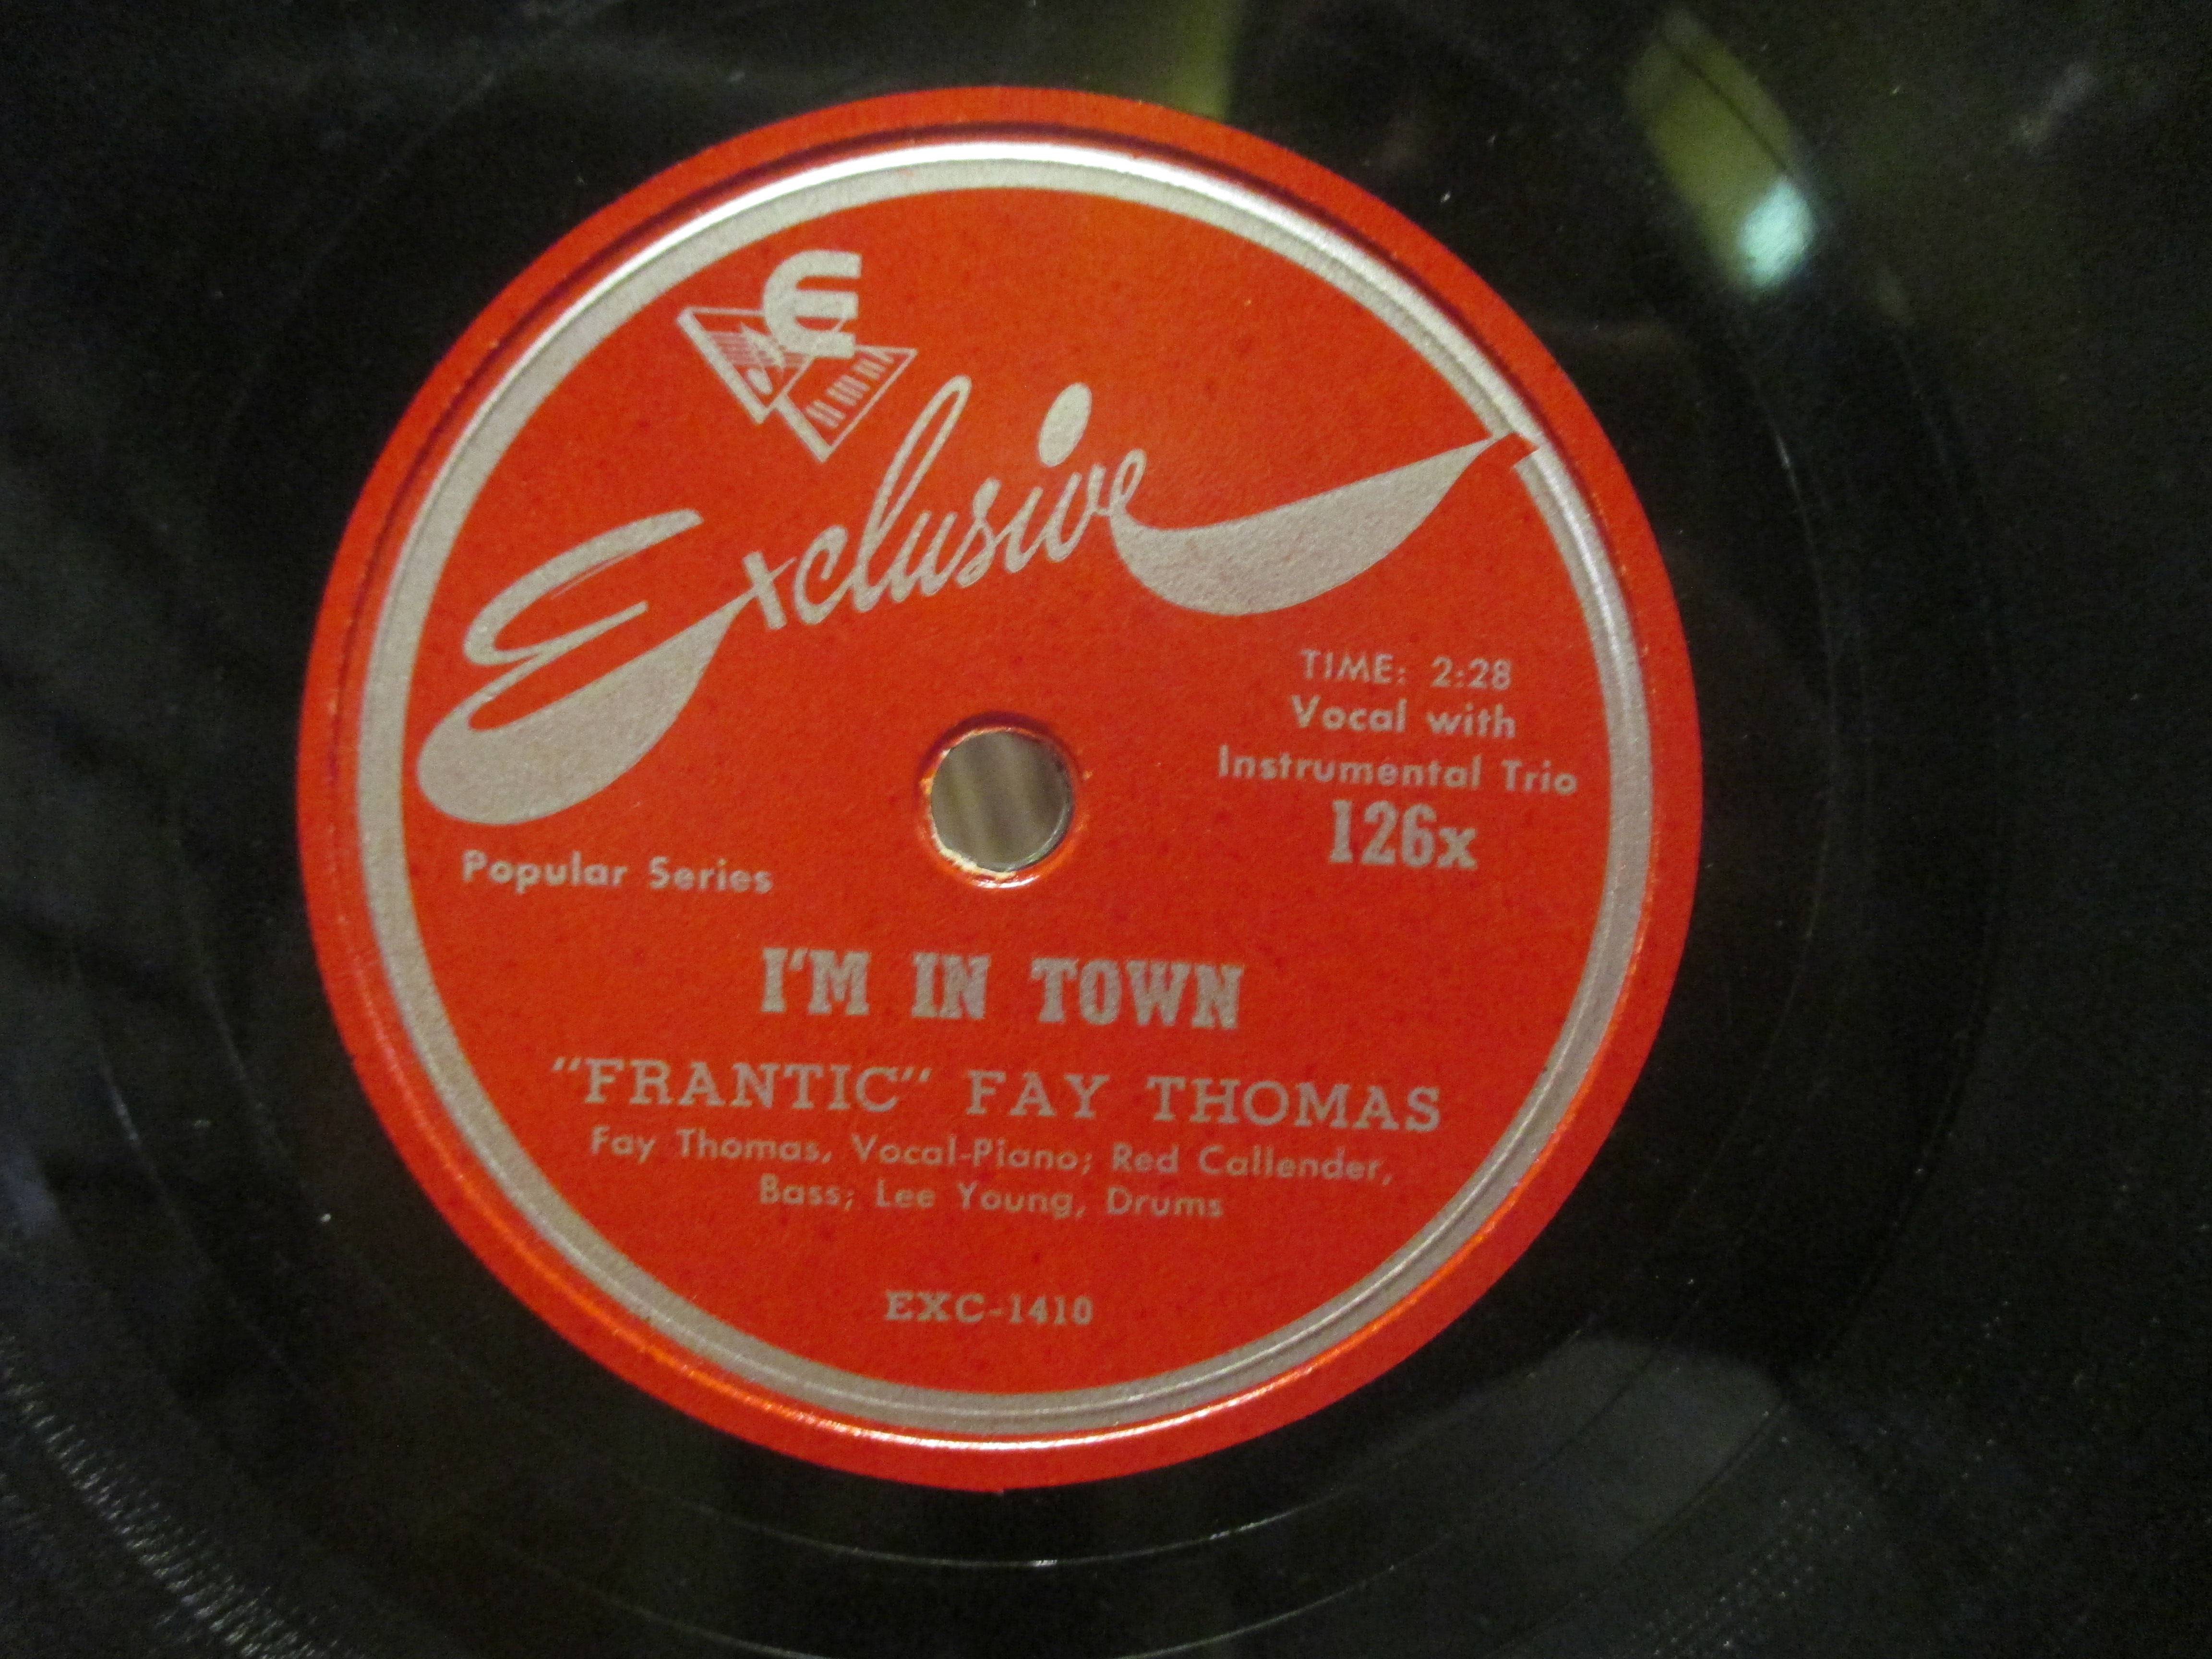 E
Exclusive
TIME: 2:28
Vocal with
Instrumental Trio
126x
Popular Series
I'M IN TOWN
"FRANTIC" FAY THOMAS
Fay Thomas, Vocal-Piano; Red Callender,
Bass; Lee Young, Drums
EXC-1410